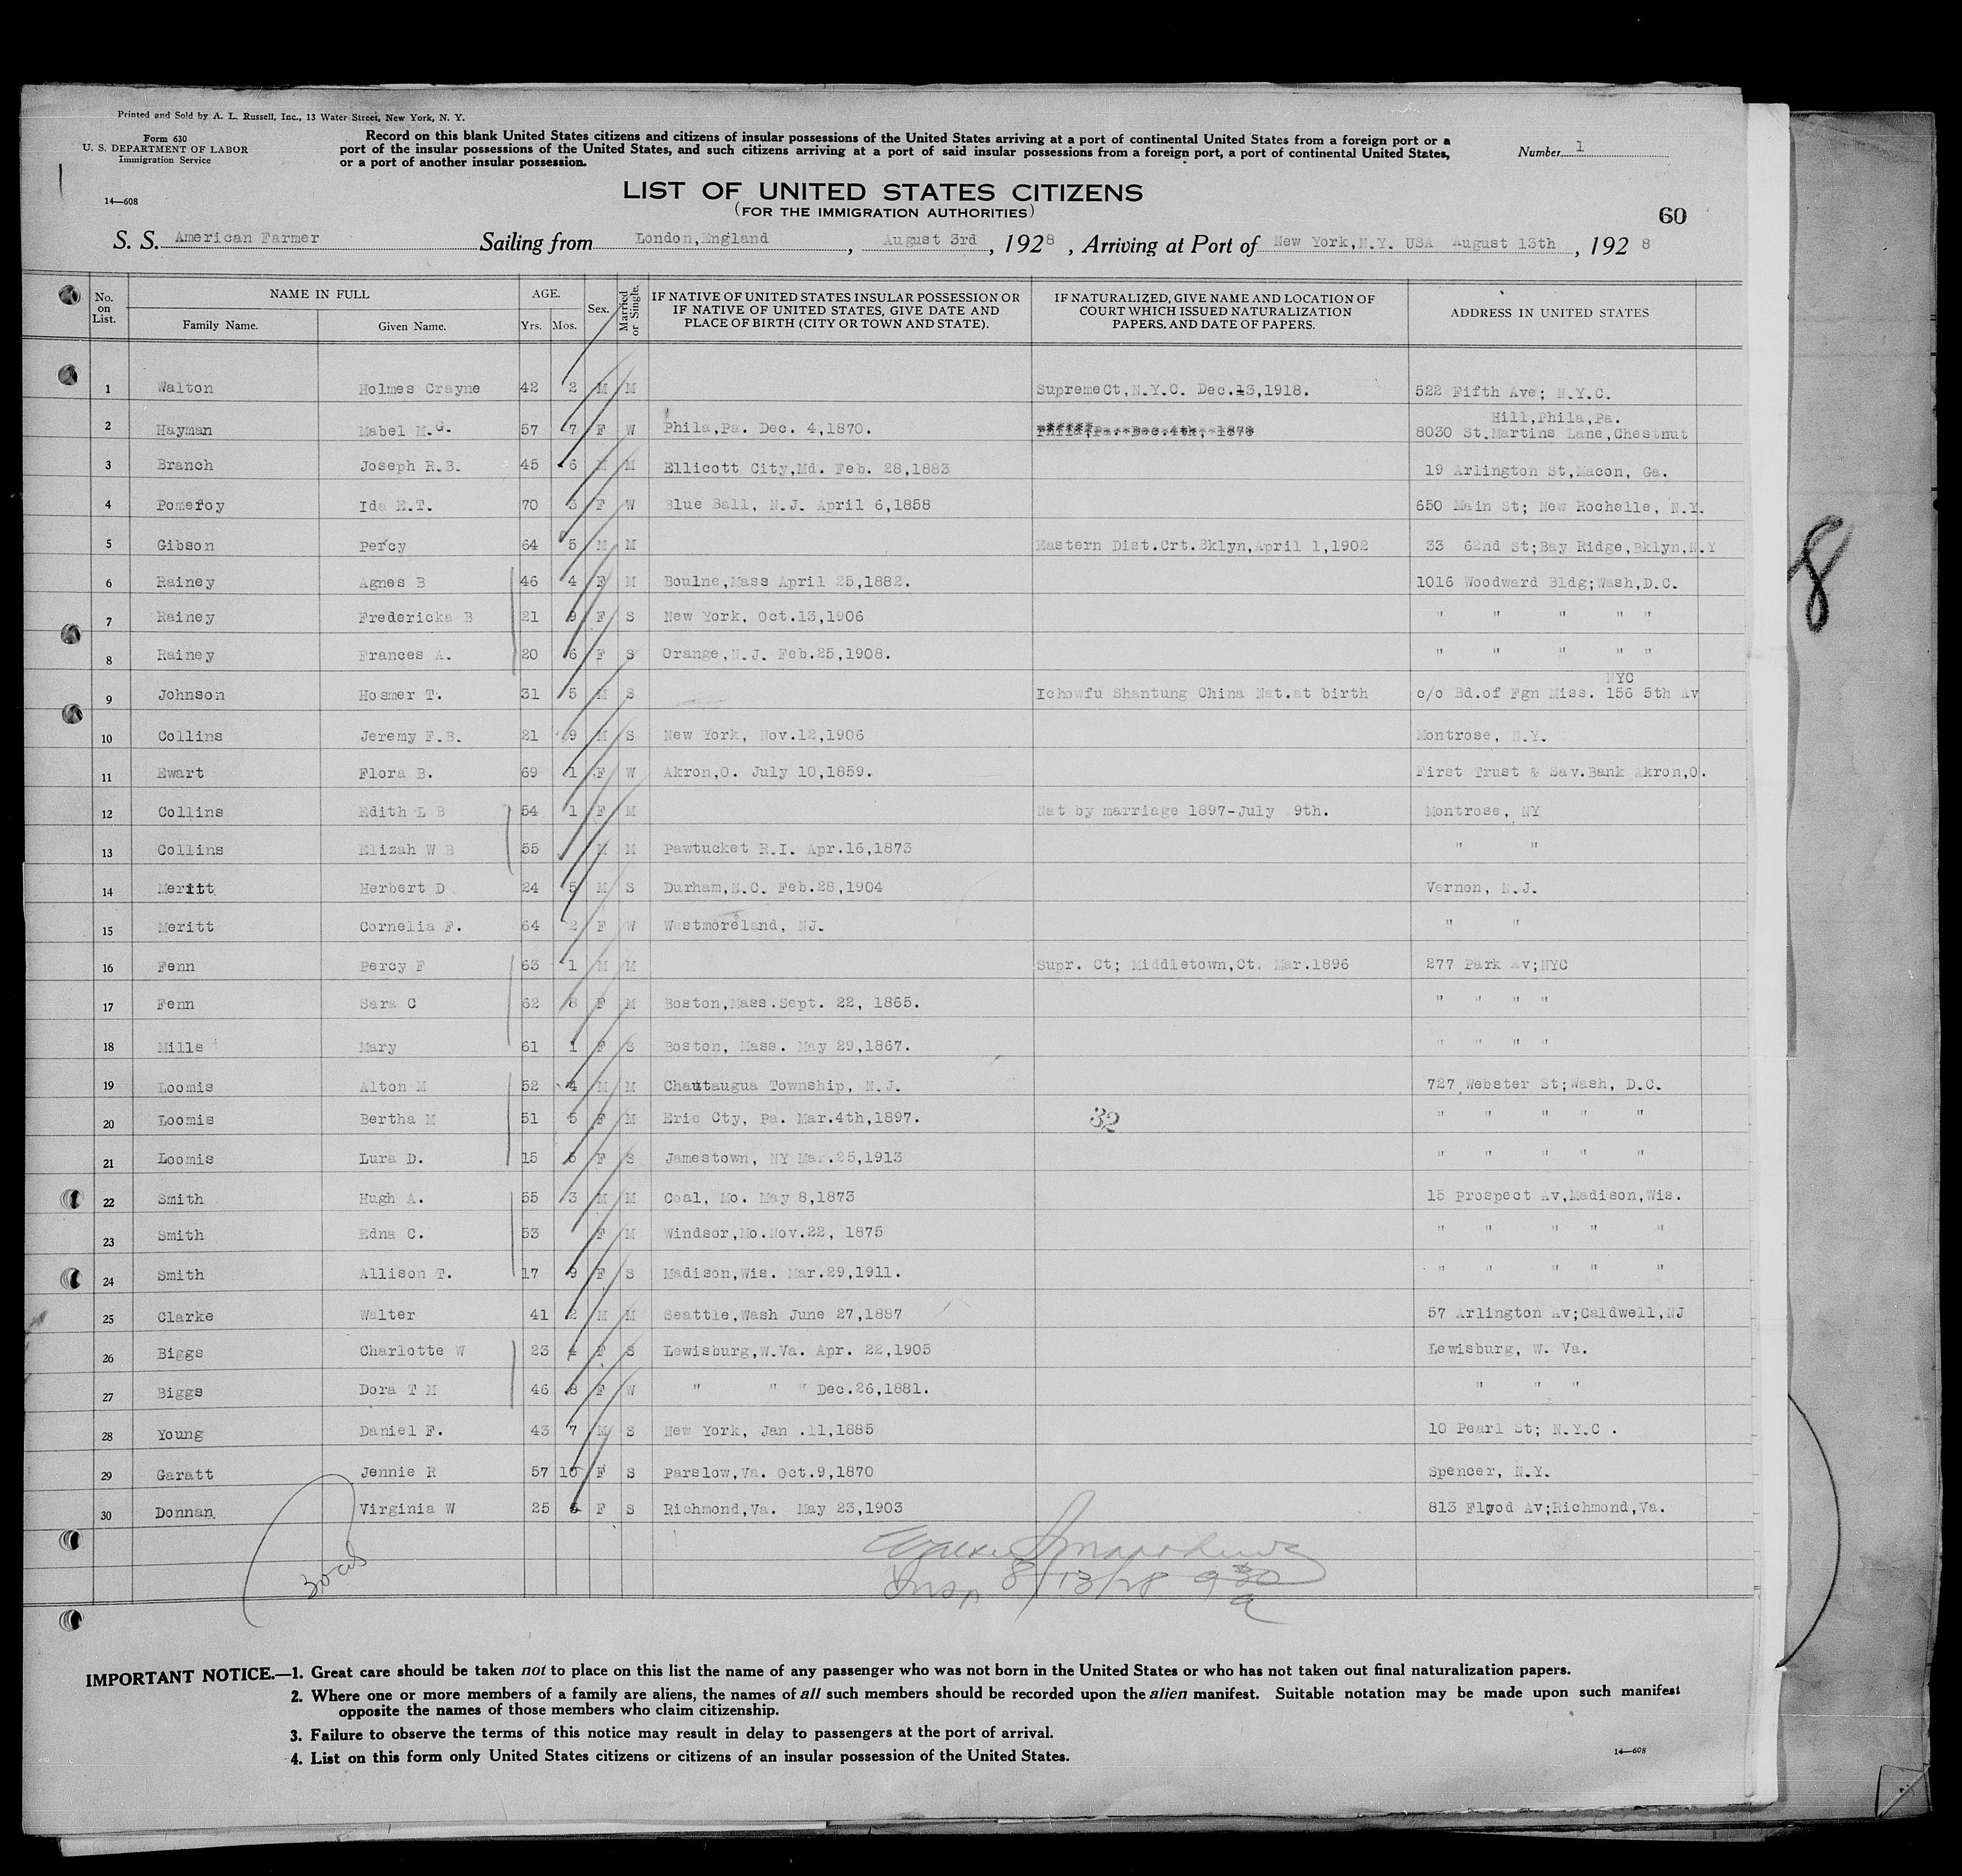 Printed and Sold by A. L. Russell, Inc., 13 Water Street, New York, N. Y.
Form 630
U. S. DEPARTMENT OF LABOR
Immigration Service
14—608
Record on this blank United States citizens and citizens of insular possessions of the United States arriving at a port of continental United States from a foreign port or a
port of the insular possessions of the United States, and such citizens arriving at a port of said insular possessions from a foreign port, a port of continental United States,
or a port of another insular possession.
Number 1
LIST OF UNITED STATES CITIZENS
(FOR THE IMMIGRATION AUTHORITIES)
60
S. S. American Farmer Sailing from London,England , August 3rd , 1928 , Arriving at Port of New York,N.Y. USA August 13th , 192 8
No. on List. NAME IN FULL Family Name. Given Name. AGE. Yrs. Mos. Sex. Married or Single. IF NATIVE OF UNITED STATES INSULAR POSSESSION OR IF NATIVE OF UNITED STATES, GIVE DATE AND PLACE OF BIRTH (CITY OR TOWN AND STATE). IF NATURALIZED, GIVE NAME AND LOCATION OF COURT WHICH ISSUED NATURALIZATION PAPERS, AND DATE OF PAPERS. ADDRESS IN UNITED STATES
1 Walton Holmes Crayne 42 2 M M SupremeCt,N.Y.C. Dec.13,1918. 522 Fifth Ave; N.Y.C.
Hill,Phila,Pa.
2 Hayman Mabel M.G. 57 7 F W Phila,Pa. Dec. 4,1870. 8030 St.Martins Lane,Chestnut
3 Branch Joseph R.B. 45 6 M M Ellicott City,Md. Feb. 28,1883 19 Arlington St,Macon, Ga.
4 Pomeroy Ida E.T. 70 3 F W Blue Ball, N.J. April 6,1858 650 Main St; New Rochelle, N.Y.
5 Gibson Percy 64 5 M M Eastern Dist.Crt.Bklyn,April 1,1902 33 62nd St;Bay Ridge,Bklyn,N.Y
6 Rainey Agnes B 46 4 F M Boulne,Mass April 25,1882. 1016 Woodward Bldg;Wash,D.C.
7 Rainey Fredericka B 21 9 F S New York, Oct.13,1906 " " " " "
8 Rainey Frances A. 20 6 F S Orange,N.J. Feb.25,1908. " " " " "
NYC
9 Johnson Hosmer T. 31 5 M S Ichowfu Shantung China Nat.at birth c/o Bd.of Fgn Miss. 156 5th Av
10 Collins Jeremy F.B. 21 9 M S New York, Nov.12,1906 Montrose, N.Y.
11 Ewart Flora B. 69 1 F W Akron,O. July 10,1859. First Trust & Sav.Bank Akron,O.
12 Collins Edith L B 54 1 F M Nat by marriage 1897-July 9th. Montrose, NY
13 Collins Elizah W B 55 M M Pawtucket R.I. Apr.16,1873 " "
14 Meritt Herbert D 24 5 M S Durham,N.C. Feb.28,1904 Vernon, N.J.
15 Meritt Cornelia F. 64 2 F W Westmoreland, NJ. " "
16 Fenn Percy F 63 1 M M Supr. Ct; Middletown,Ct. Mar.1896 277 Park Av;NYC
17 Fenn Sara C 62 8 F M Boston,Mass.Sept. 22, 1865. " " " "
18 Mills Mary 61 1 F S Boston, Mass. May 29,1867. " " " "
19 Loomis Alton M 52 4 M M Chautaugua Township, N.J. 727 Webster St;Wash, D.C.
20 Loomis Bertha M 51 5 F M Erie Cty, Pa. Mar.4th,1897. 32 " " " " "
21 Loomis Lura D. 15 5 F S Jamestown, NY Mar.25,1913 " " " " "
22 Smith Hugh A. 55 3 M M Coal, Mo. May 8,1873 15 Prospect Av,Madison,Wis.
23 Smith Edna C. 53 F M Windsor,Mo.Nov.22, 1875 " " " " "
24 Smith Allison T. 17 9 F S Madison,Wis. Mar.29,1911. " " " " "
25 Clarke Walter 41 2 M M Seattle,Wash June 27,1887 57 Arlington Av;Caldwell,NJ
26 Biggs Charlotte W 23 4 F S Lewisburg,W.Va. Apr. 22,1905 Lewisburg, W. Va.
27 Biggs Dora T M 46 8 F W " " " Dec.26,1881. " " "
28 Young Daniel F. 43 7 M S New York, Jan .11,1885 10 Pearl St; N.Y.C .
29 Garatt Jennie R 57 10 F S Parslow,Va. Oct.9,1870 Spencer, N.Y.
30 Donnan Virginia W 25 F S Richmond,Va. May 23,1903 813 Floyd Av;Richmond,Va.
8/13/28 9 30 a
IMPORTANT NOTICE.—1. Great care should be taken not to place on this list the name of any passenger who was not born in the United States or who has not taken out final naturalization papers.
2. Where one or more members of a family are aliens, the names of all such members should be recorded upon the alien manifest. Suitable notation may be made upon such manifest
opposite the names of those members who claim citizenship.
3. Failure to observe the terms of this notice may result in delay to passengers at the port of arrival.
4. List on this form only United States citizens or citizens of an insular possession of the United States.
14—608
8